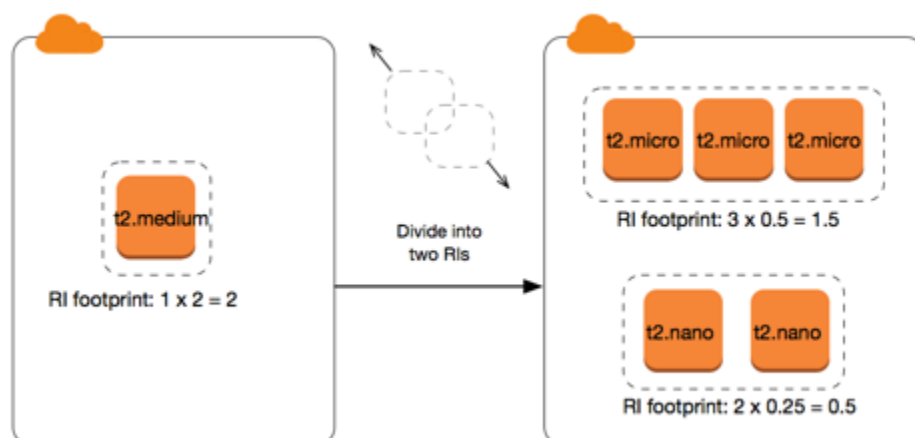 t2.medium
RI footprint: 1 x 2 = 2
Divide into
two RIs
t2.micro t2.micro t2.micro
RI footprint: 3 x 0.5 = 1.5
t2.nano t2.nano
RI footprint: 2 x 0.25 = 0.5